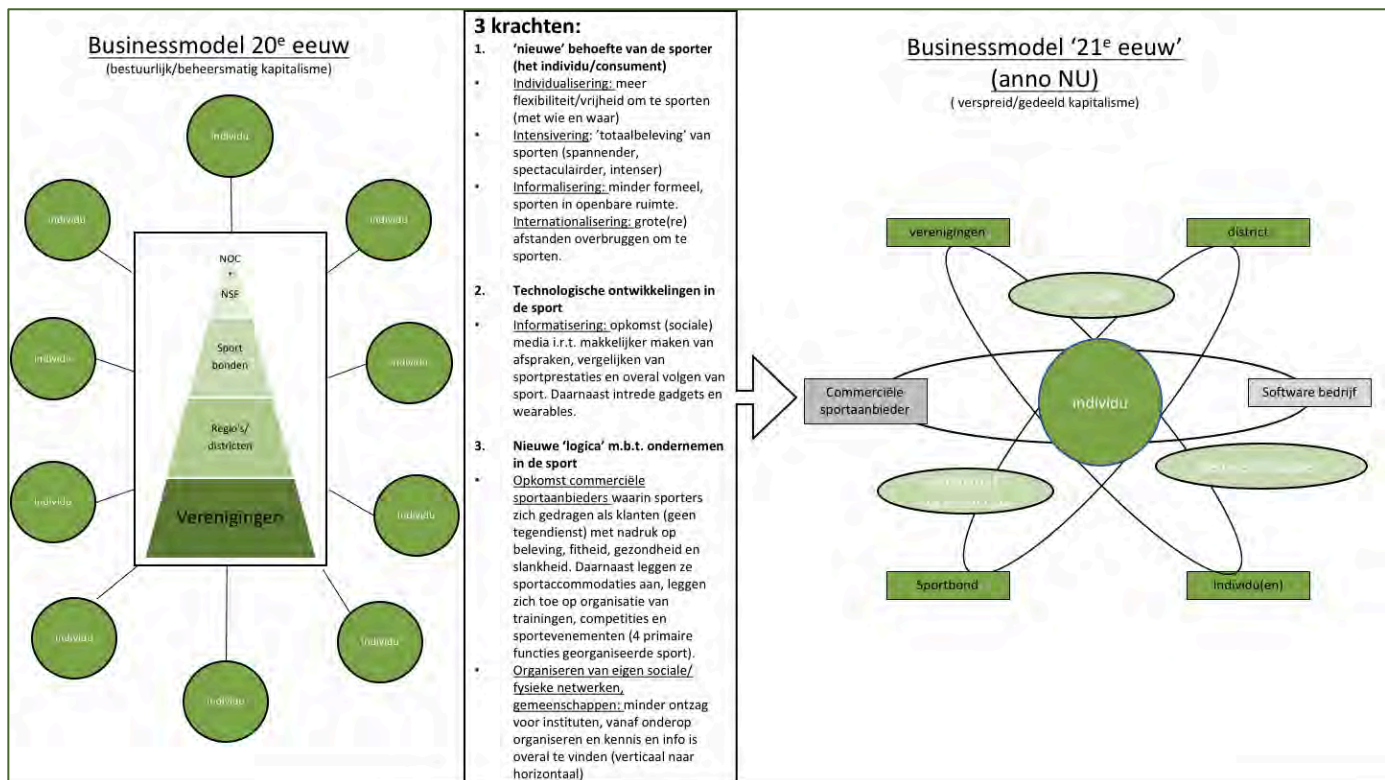 Businessmodel 20e eeuw
(bestuurlijk/beheersmatig kapitalisme)
Individu
Individu
Individu
Individu
Individu
Individu
Individu
Individu
Individu
Individu
NOC
*
NSF
Sport
bonden
Regio's/
districten
Verenigingen
3 krachten:
1. 'nieuwe' behoefte van de sporter
(het individu/consument)
▪ Individualisering: meer
flexibiliteit/vrijheid om te sporten
(met wie en waar)
▪ Intensivering: 'totaalbeleving' van
sporten (spannender,
spectaculairder, intenser)
▪ Informalisering: minder formeel,
sporten in openbare ruimte.
Internationalisering: grote(re)
afstanden overbruggen om te
sporten.
2. Technologische ontwikkelingen in
de sport
▪ Informatisering: opkomst (sociale)
media i.r.t. makkelijker maken van
afspraken, vergelijken van
sportprestaties en overal volgen van
sport. Daarnaast intrede gadgets en
wearables.
3. Nieuwe 'logica' m.b.t. ondernemen
in de sport
▪ Opkomst commerciële
sportaanbieders waarin sporters
zich gedragen als klanten (geen
tegendienst) met nadruk op
beleving, fitheid, gezondheid en
slankheid. Daarnaast leggen ze
sportaccommodaties aan, leggen
zich toe op organisatie van
trainingen, competities en
sportevenementen (4 primaire
functies georganiseerde sport).
▪ Organiseren van eigen sociale/
fysieke netwerken,
gemeenschappen: minder ontzag
voor instituten, vanaf onderop
organiseren en kennis en info is
overal te vinden (verticaal naar
horizontaal)
Businessmodel '21e eeuw'
(anno NU)
( verspreid/gedeeld kapitalisme)
verenigingen
district
Commerciële
sportaanbieder
individu
Software bedrijf
Sportbond
Individu(en)